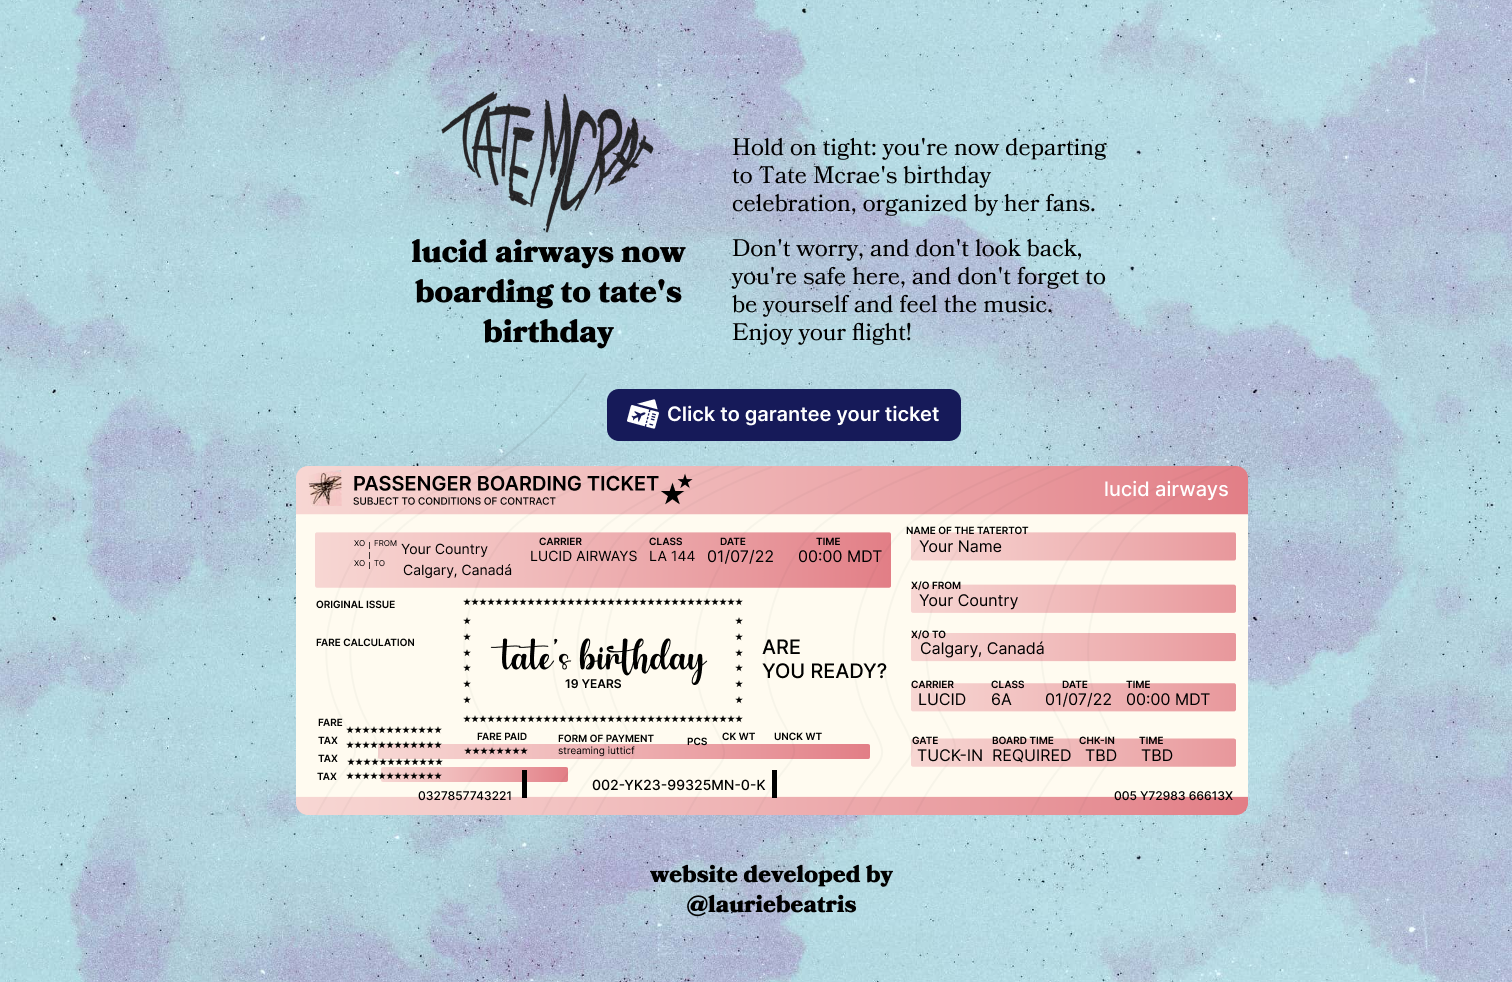 TATE MCRAE
lucid airways now
boarding to tate's
birthday
Hold on tight: you're now departing
to Tate Mcrae's birthday
celebration, organized by her fans.
Don't worry, and don't look back,
you're safe here, and don't forget to
be yourself and feel the music.
Enjoy your flight!
Click to garantee your ticket
PASSENGER BOARDING TICKET
SUBJECT TO CONDITIONS OF CONTRACT
lucid airways
XO FROM Your Country
XO TO Calgary, Canadá
CARRIER CLASS DATE TIME
LUCID AIRWAYS LA 144 01/07/22 00:00 MDT
ORIGINAL ISSUE
FARE CALCULATION
tate's birthday
19 YEARS
ARE
YOU READY?
FARE
TAX
TAX
TAX
FARE PAID FORM OF PAYMENT PCS CK WT UNCK WT
streaming iutticf
0327857743221
002-YK23-99325MN-0-K
NAME OF THE TATERTOT
Your Name
X/O FROM
Your Country
X/O TO
Calgary, Canadá
CARRIER CLASS DATE TIME
LUCID 6A 01/07/22 00:00 MDT
GATE BOARD TIME CHK-IN TIME
TUCK-IN REQUIRED TBD TBD
005 Y72983 66613X
website developed by
@lauriebeatris